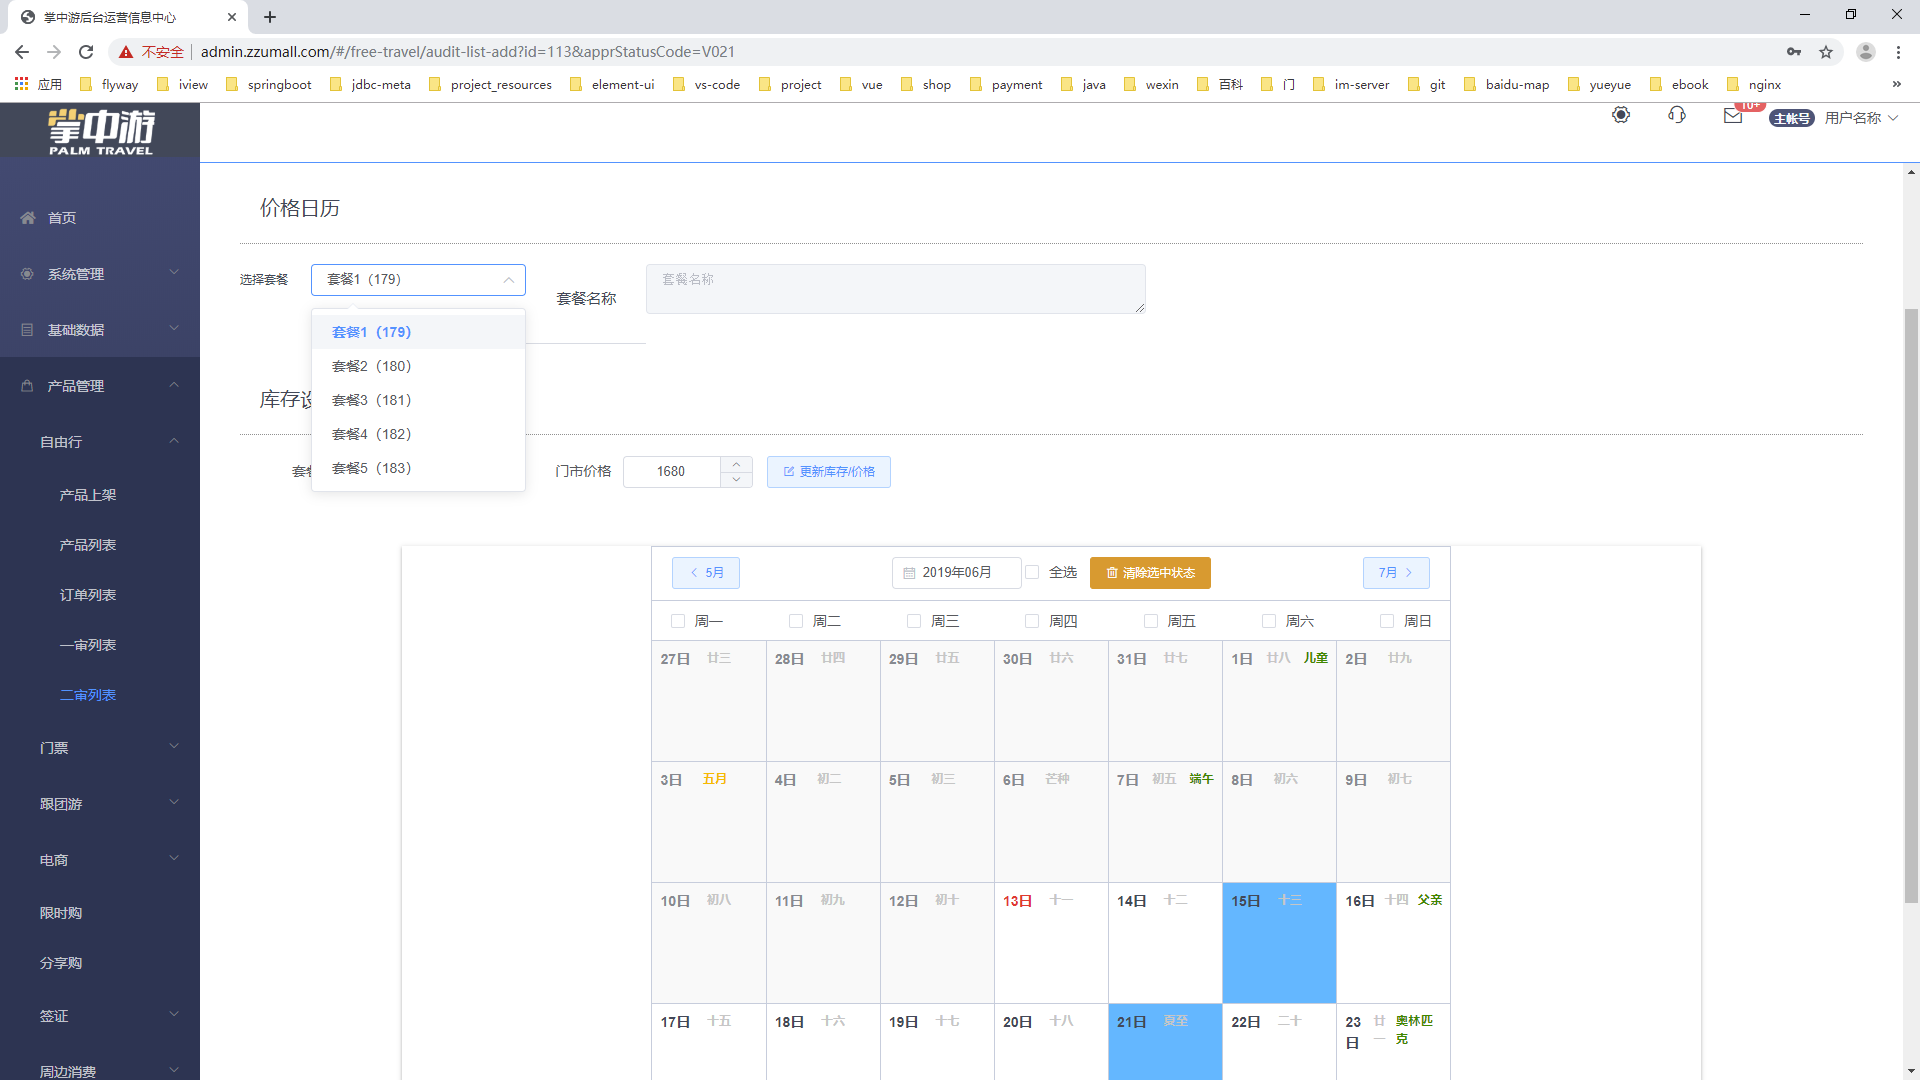 掌中游后台运营信息中心
不安全 admin.zzumall.com/#/free-travel/audit-list-add?id=113&apprStatusCode=V021
应用 flyway iview springboot jdbc-meta project_resources element-ui vs-code project vue shop payment java wexin 百科 门 im-server git baidu-map yueyue ebook nginx
掌中游
PALM TRAVEL
10+
主帐号 用户名称
首页
系统管理
基础数据
产品管理
自由行
产品上架
产品列表
订单列表
一审列表
二审列表
门票
跟团游
电商
限时购
分享购
签证
周边消费
价格日历
选择套餐 套餐1（179） 套餐名称 套餐名称
套餐1（179）
套餐2（180）
套餐3（181）
套餐4（182）
套餐5（183）
库存设
套餐 门市价格 1680 更新库存/价格
5月 2019年06月 全选 清除选中状态 7月
周一 周二 周三 周四 周五 周六 周日
27日 廿三 28日 廿四 29日 廿五 30日 廿六 31日 廿七 1日 廿八 儿童 2日 廿九
3日 五月 4日 初二 5日 初三 6日 芒种 7日 初五 端午 8日 初六 9日 初七
10日 初八 11日 初九 12日 初十 13日 十一 14日 十二 15日 十三 16日 十四 父亲
17日 十五 18日 十六 19日 十七 20日 十八 21日 夏至 22日 二十 23日 廿一 奥林匹克